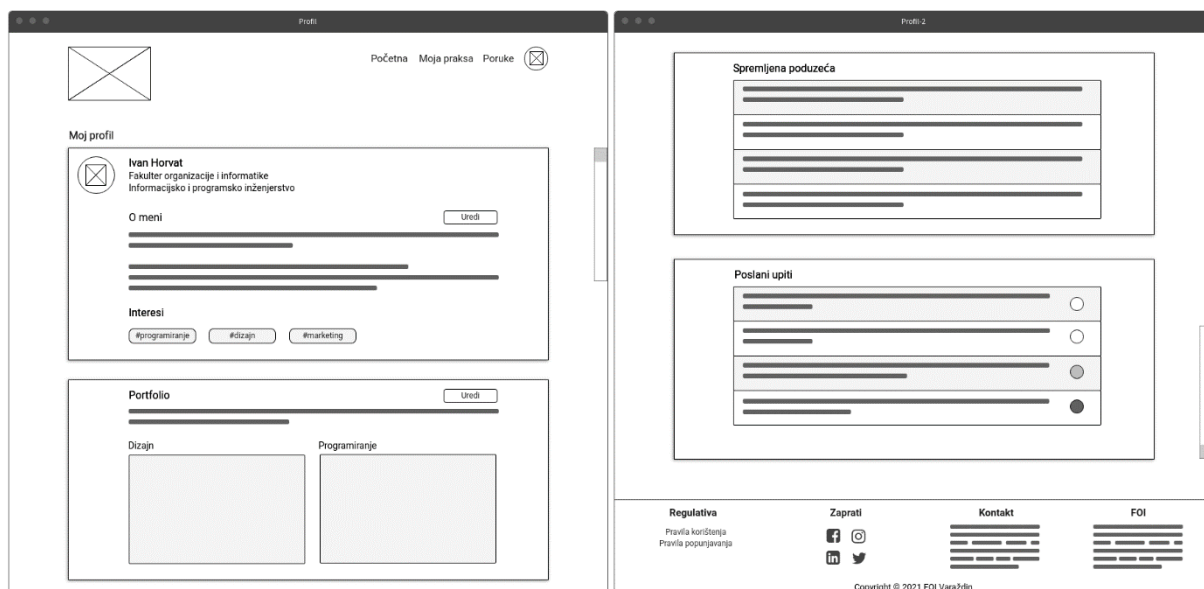 Profil
Početna Moja praksa Poruke
Moj profil
Ivan Horvat
Fakulter organizacije i informatike
Informacijsko i programsko inženjerstvo
O meni
Uredi
Interesi
#programiranje #dizajn #marketing
Portfolio
Uredi
Dizajn Programiranje
Profil-2
Spremljena poduzeća
Poslani upiti
Regulativa
Pravila korištenja
Pravila popunjavanja
Zaprati
Kontakt
FOI
Copyright © 2021 FOI Varaždin